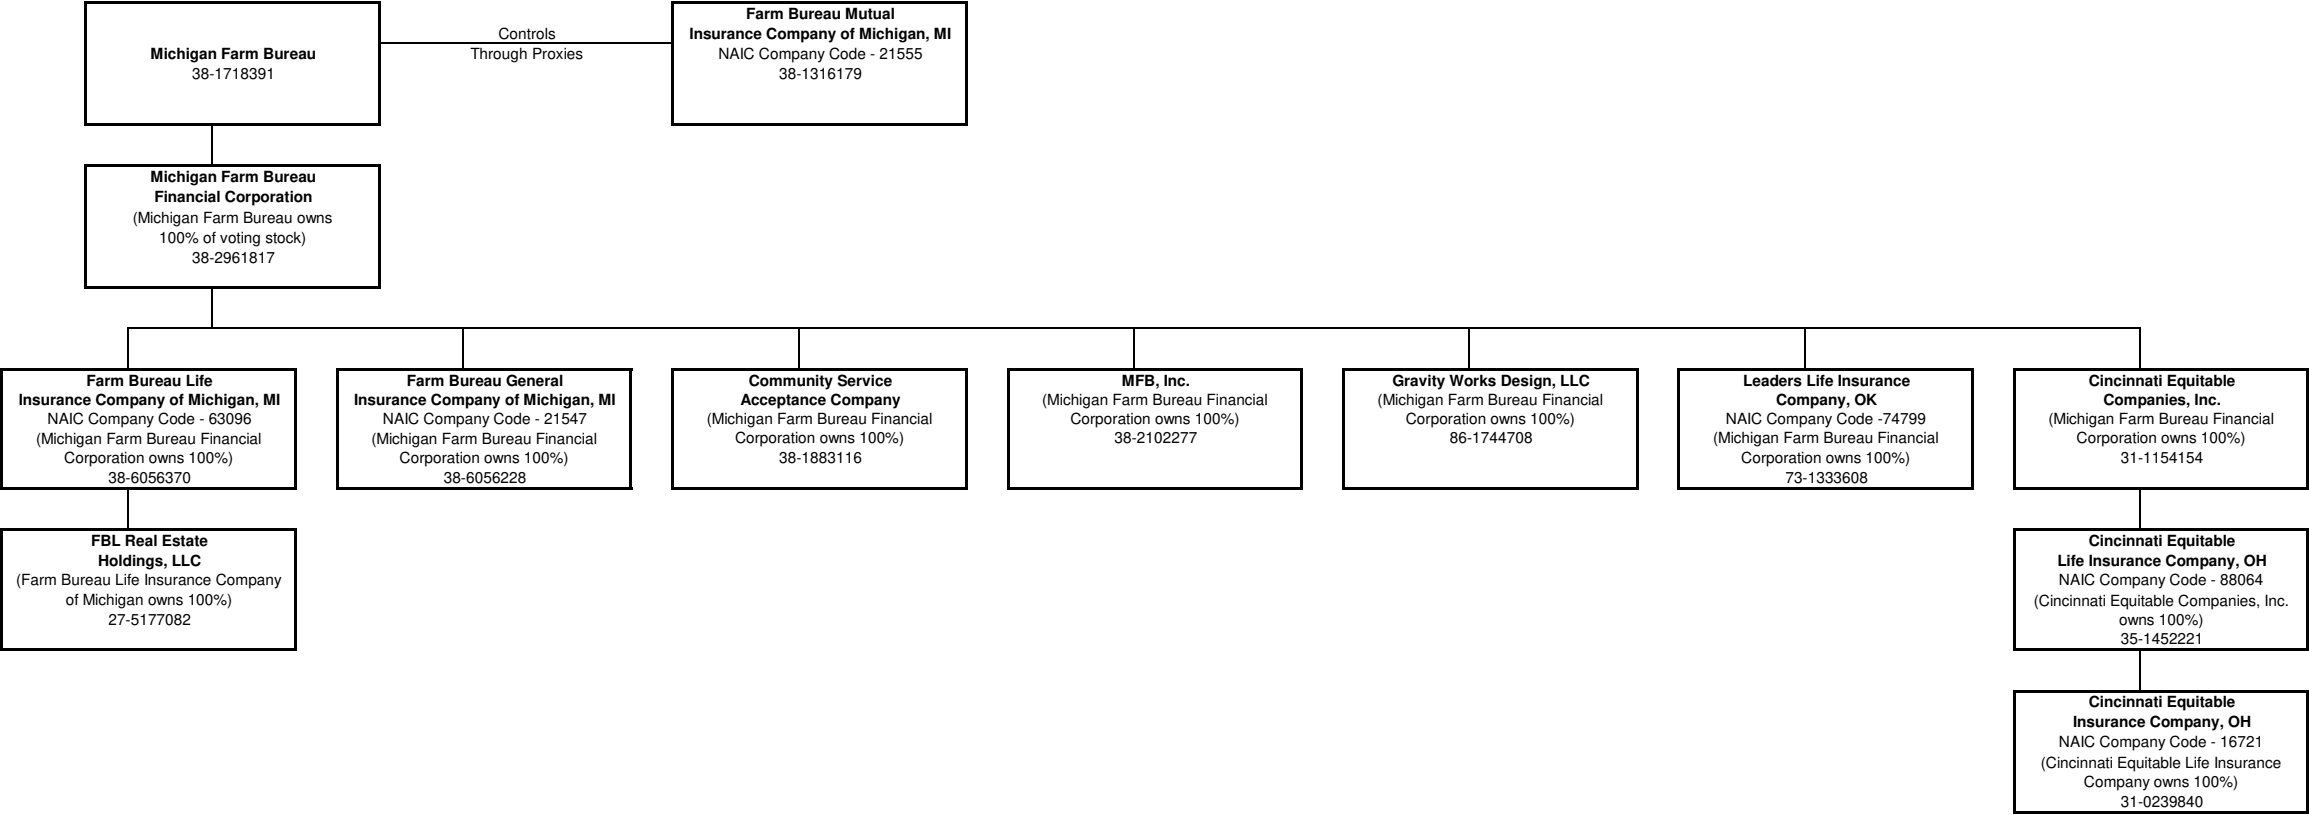 Michigan Farm Bureau
38-1718391
Controls
Through Proxies
Farm Bureau Mutual
Insurance Company of Michigan, MI
NAIC Company Code - 21555
38-1316179
Michigan Farm Bureau
Financial Corporation
(Michigan Farm Bureau owns
100% of voting stock)
38-2961817
Farm Bureau Life
Insurance Company of Michigan, MI
NAIC Company Code - 63096
(Michigan Farm Bureau Financial
Corporation owns 100%)
38-6056370
Farm Bureau General
Insurance Company of Michigan, MI
NAIC Company Code - 21547
(Michigan Farm Bureau Financial
Corporation owns 100%)
38-6056228
Community Service
Acceptance Company
(Michigan Farm Bureau Financial
Corporation owns 100%)
38-1883116
MFB, Inc.
(Michigan Farm Bureau Financial
Corporation owns 100%)
38-2102277
Gravity Works Design, LLC
(Michigan Farm Bureau Financial
Corporation owns 100%)
86-1744708
Leaders Life Insurance
Company, OK
NAIC Company Code -74799
(Michigan Farm Bureau Financial
Corporation owns 100%)
73-1333608
Cincinnati Equitable
Companies, Inc.
(Michigan Farm Bureau Financial
Corporation owns 100%)
31-1154154
FBL Real Estate
Holdings, LLC
(Farm Bureau Life Insurance Company
of Michigan owns 100%)
27-5177082
Cincinnati Equitable
Life Insurance Company, OH
NAIC Company Code - 88064
(Cincinnati Equitable Companies, Inc.
owns 100%)
35-1452221
Cincinnati Equitable
Insurance Company, OH
NAIC Company Code - 16721
(Cincinnati Equitable Life Insurance
Company owns 100%)
31-0239840